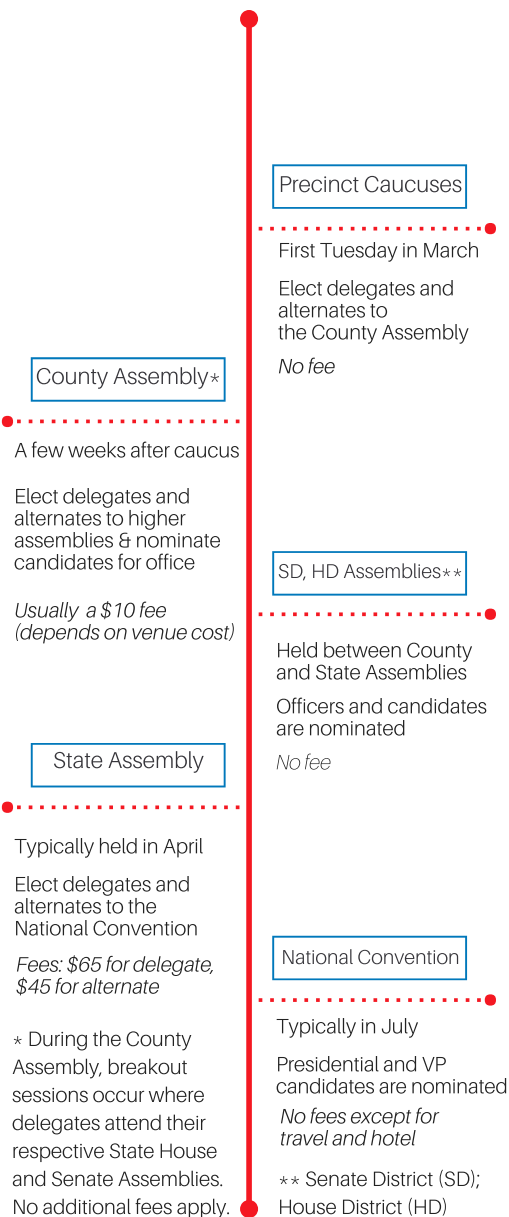 Precinct Caucuses
First Tuesday in March
Elect delegates and
alternates to
the County Assembly
No fee
County Assembly*
A few weeks after caucus
Elect delegates and
alternates to higher
assemblies & nominate
candidates for office
Usually a $10 fee
(depends on venue cost)
SD, HD Assemblies**
Held between County
and State Assemblies
Officers and candidates
are nominated
No fee
State Assembly
Typically held in April
Elect delegates and
alternates to the
National Convention
Fees: $65 for delegate,
$45 for alternate
* During the County
Assembly, breakout
sessions occur where
delegates attend their
respective State House
and Senate Assemblies.
No additional fees apply.
National Convention
Typically in July
Presidential and VP
candidates are nominated
No fees except for
travel and hotel
** Senate District (SD);
House District (HD)